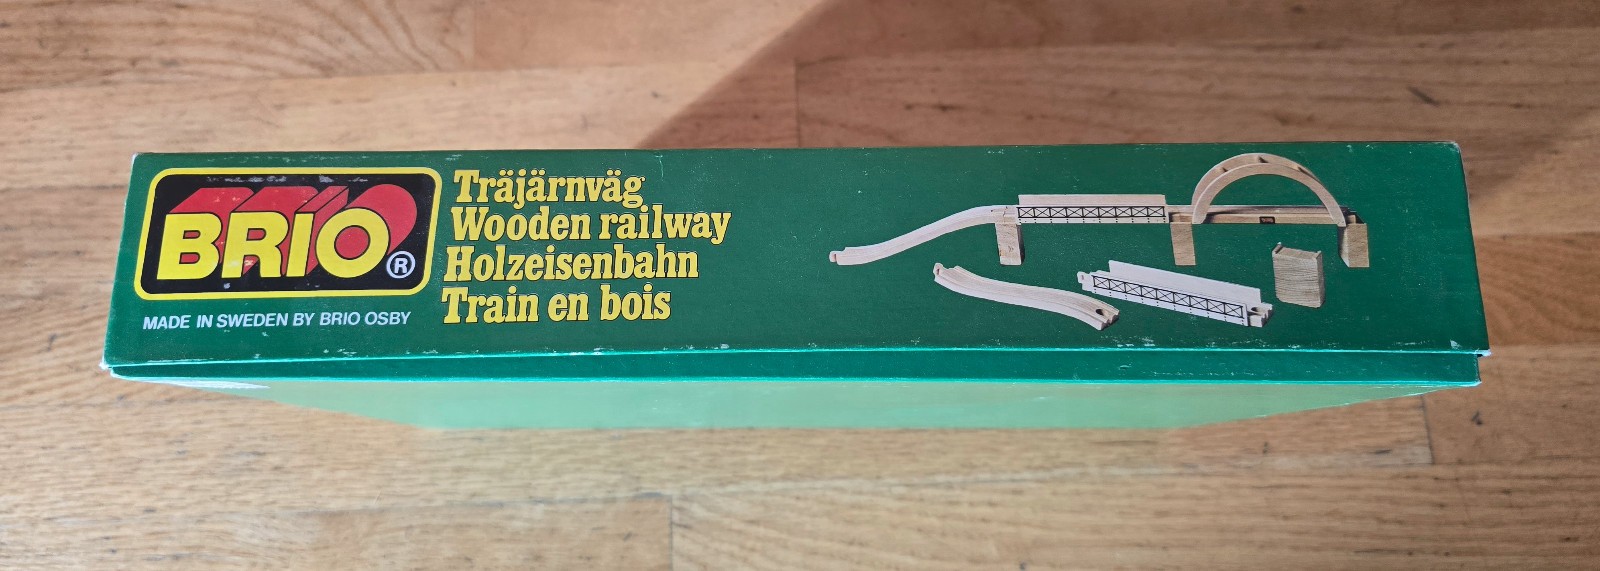 BRIO®
MADE IN SWEDEN BY BRIO OSBY
Träjärnväg
Wooden railway
Holzeisenbahn
Train en bois